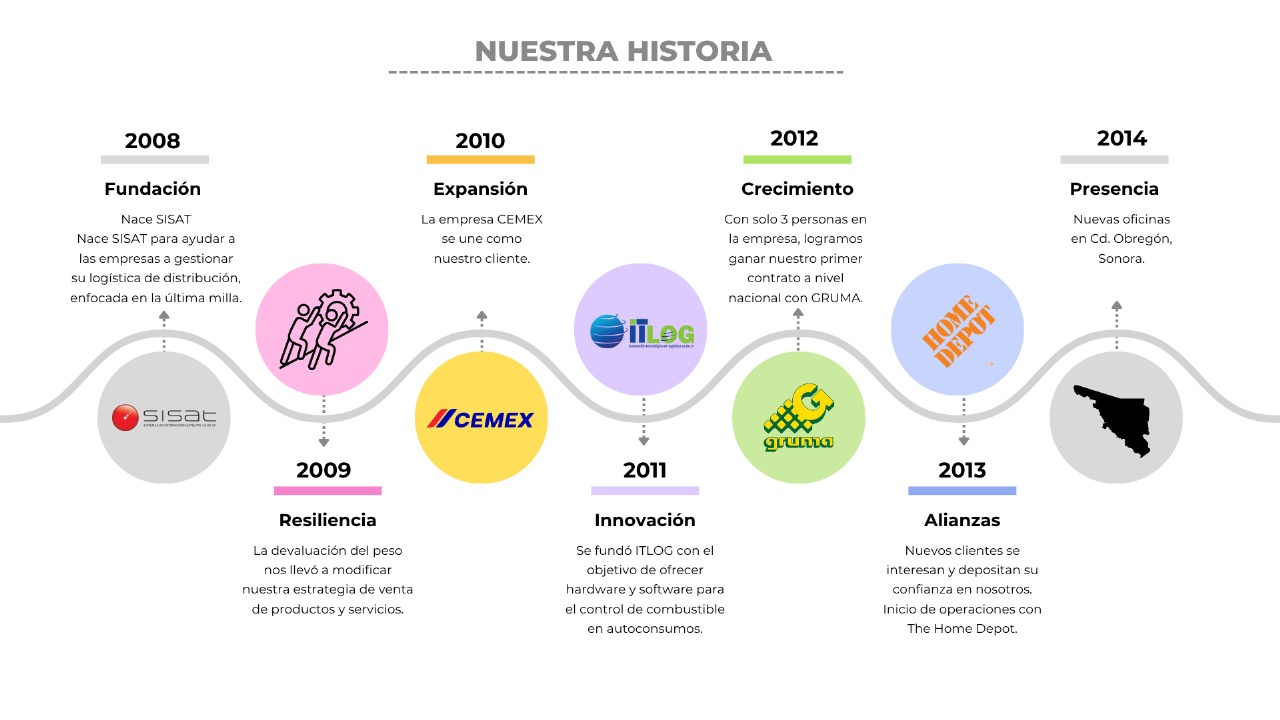 NUESTRA HISTORIA
2008
Fundación
Nace SISAT
Nace SISAT para ayudar a
las empresas a gestionar
su logística de distribución,
enfocada en la última milla.
sisat
2009
Resiliencia
La devaluación del peso
nos llevó a modificar
nuestra estrategia de venta
de productos y servicios.
2010
Expansión
La empresa CEMEX
se une como
nuestro cliente.
CEMEX
ITLOG
2011
Innovación
Se fundó ITLOG con el
objetivo de ofrecer
hardware y software para
el control de combustible
en autoconsumos.
2012
Crecimiento
Con solo 3 personas en
la empresa, logramos
ganar nuestro primer
contrato a nivel
nacional con GRUMA.
G
gruma
THE HOME
DEPOT
2013
Alianzas
Nuevos clientes se
interesan y depositan su
confianza en nosotros.
Inicio de operaciones con
The Home Depot.
2014
Presencia
Nuevas oficinas
en Cd. Obregón,
Sonora.